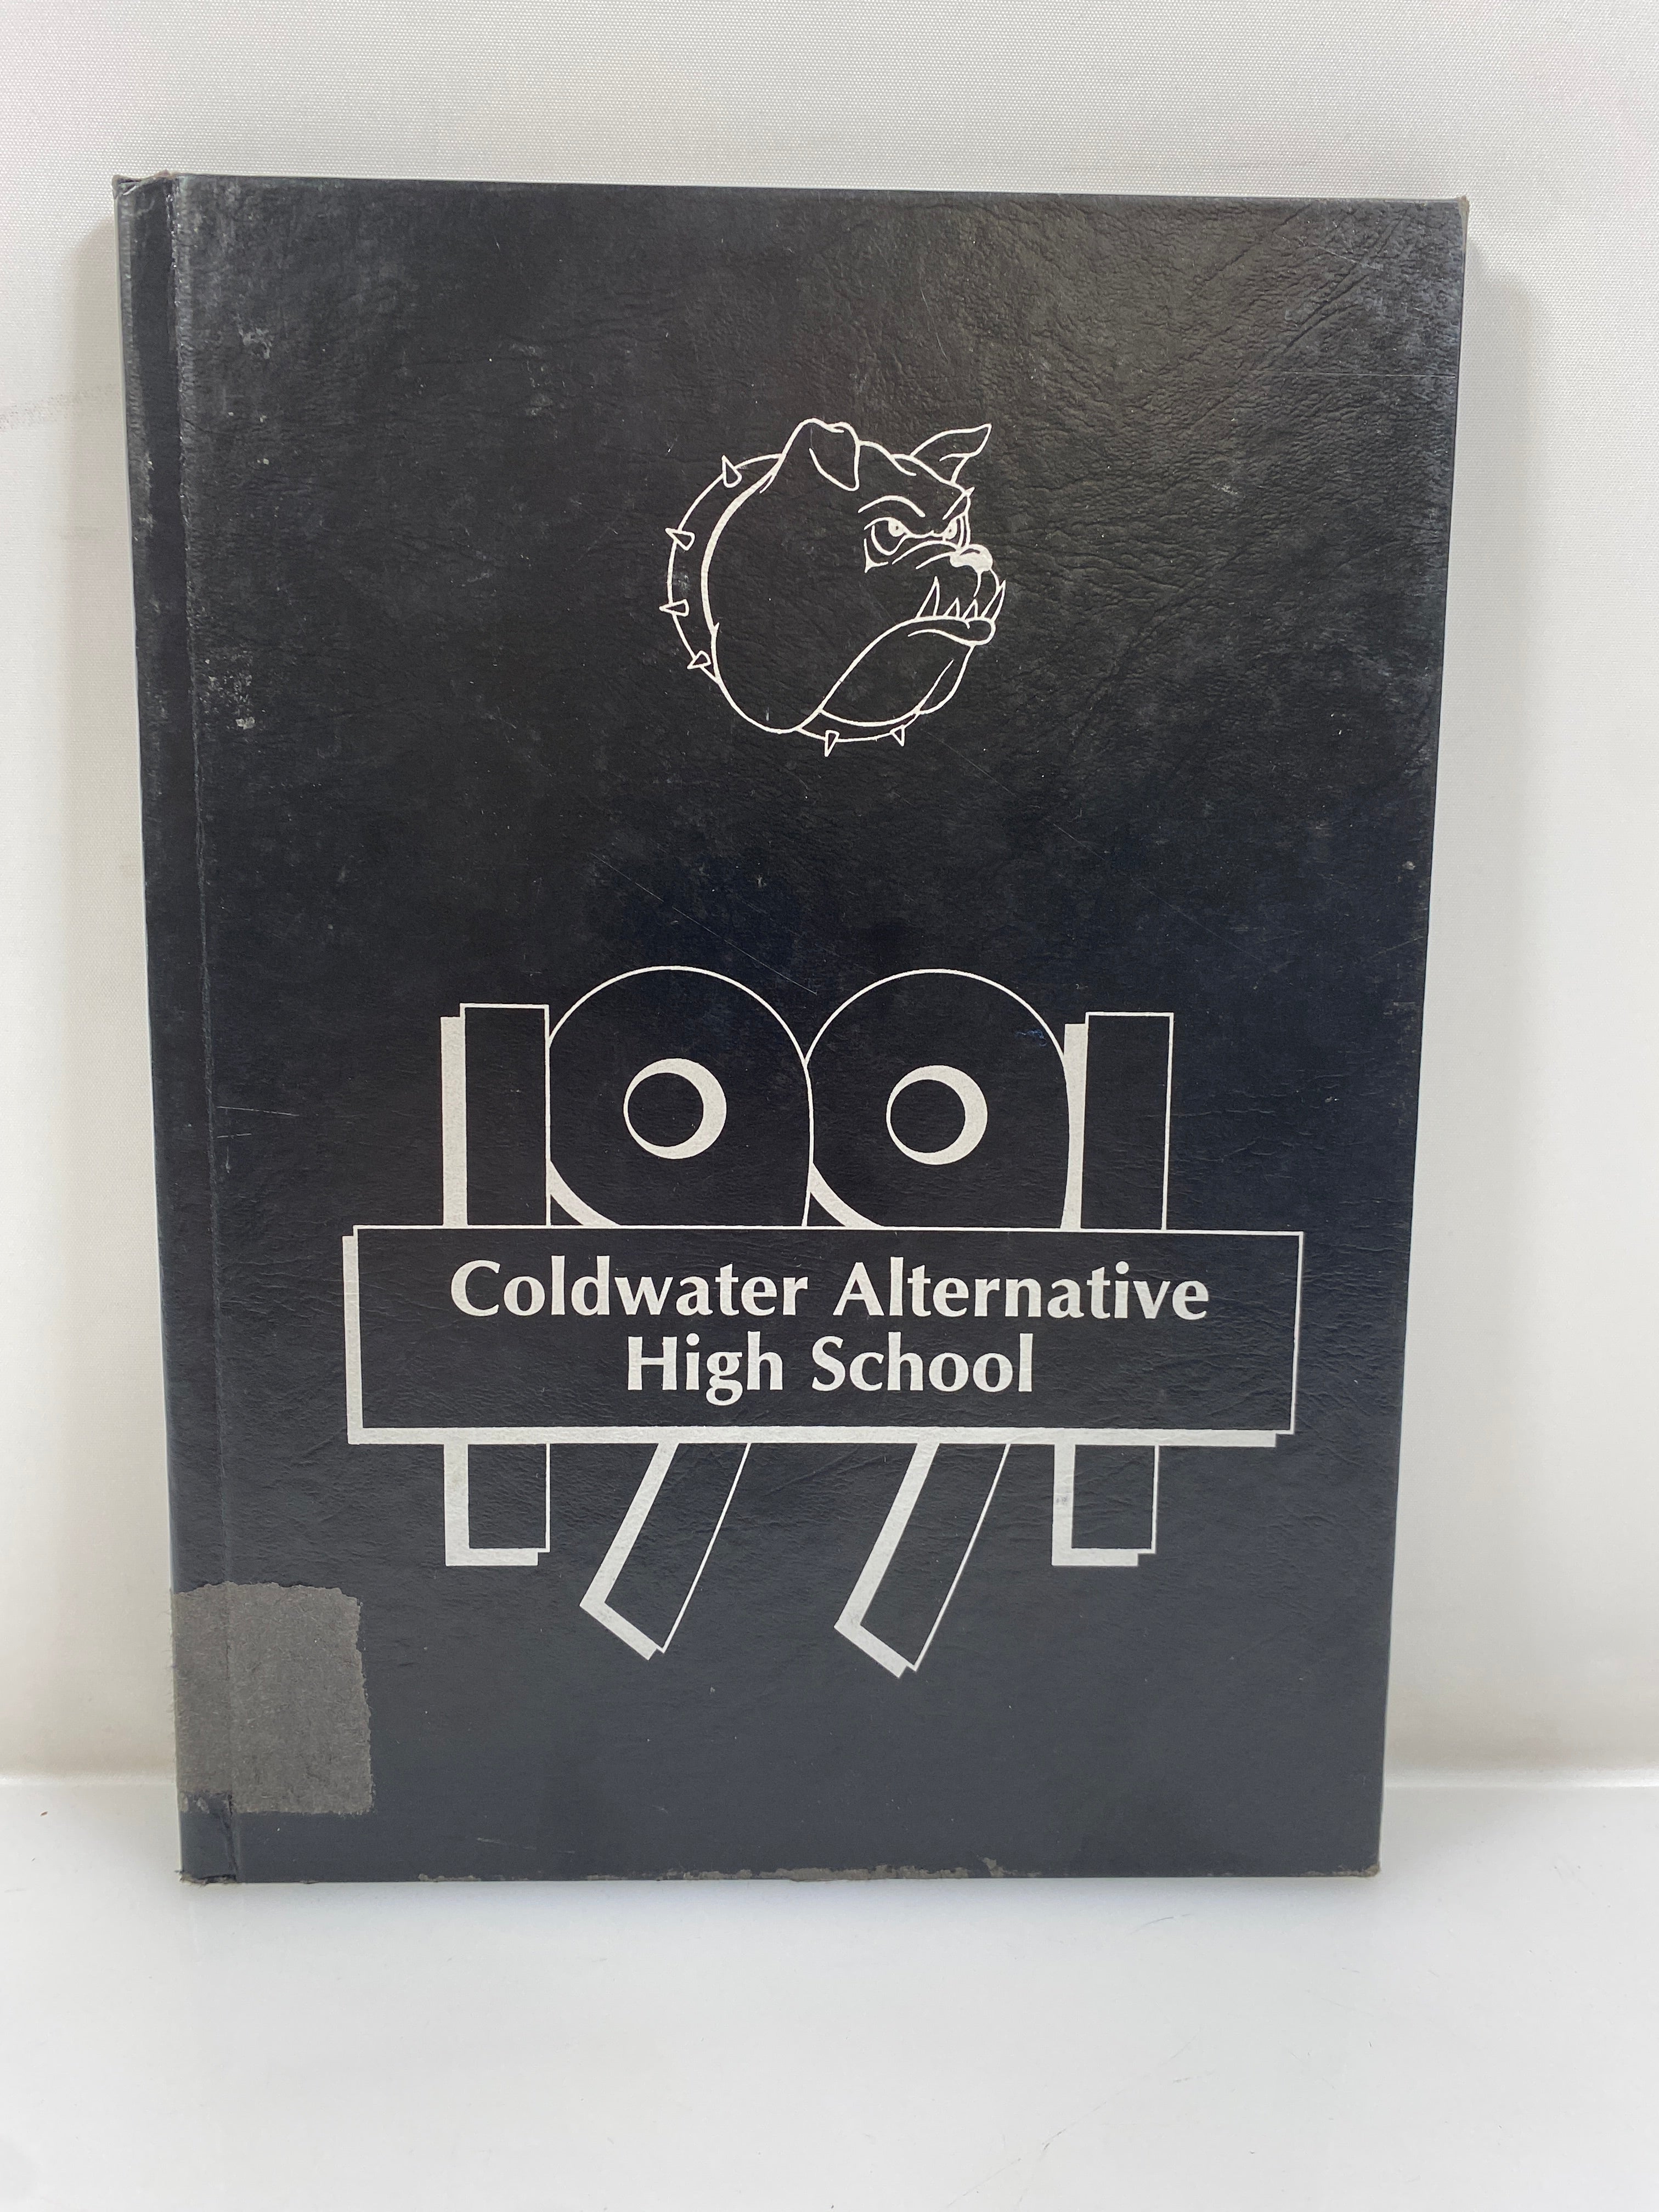 1991
Coldwater Alternative
High School